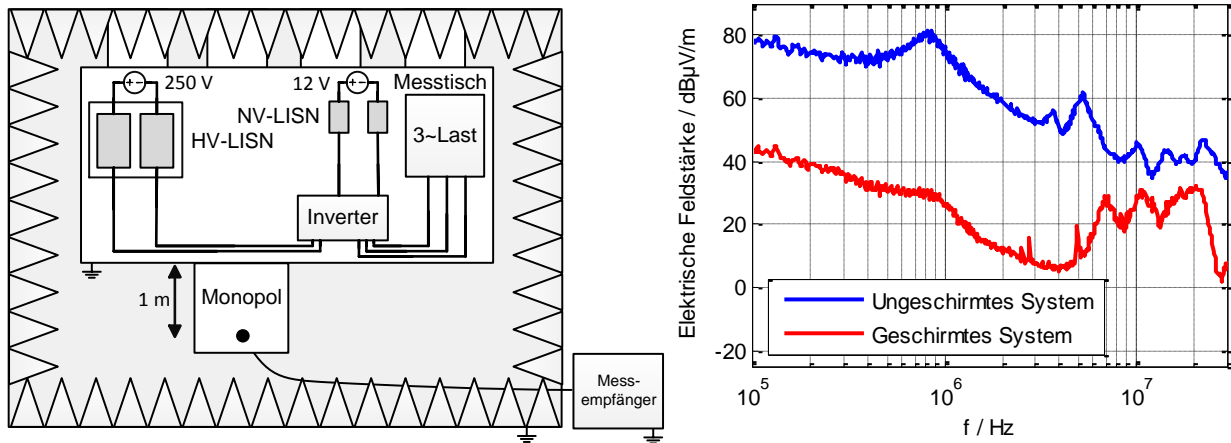 250 V
12 V
Messtisch
NV-LISN
HV-LISN
3~Last
Inverter
1 m
Monopol
Mess-
empfänger
Elektrische Feldstärke / dBµV/m
80
60
40
20
0
-20
10^5
10^6
10^7
f / Hz
Ungeschirmtes System
Geschirmtes System